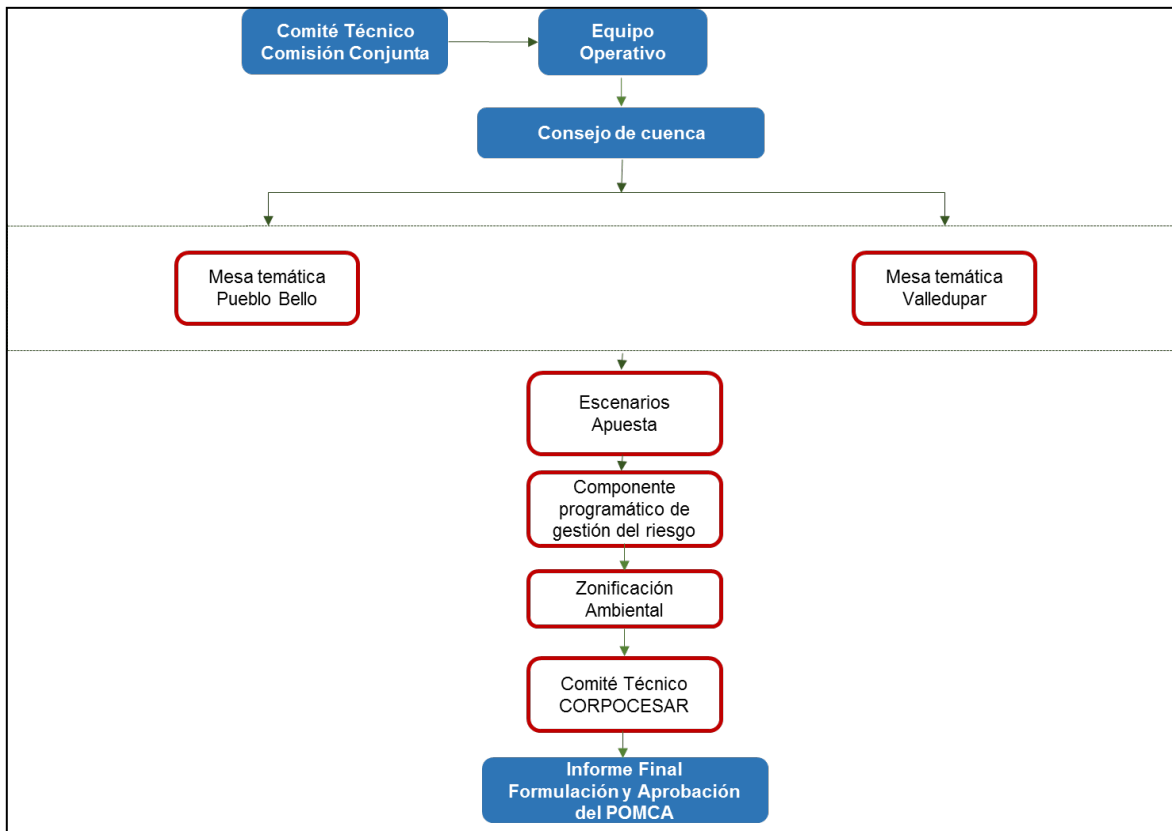 Comité Técnico
Comisión Conjunta
Equipo
Operativo
Consejo de cuenca
Mesa temática
Pueblo Bello
Mesa temática
Valledupar
Escenarios
Apuesta
Componente
programático de
gestión del riesgo
Zonificación
Ambiental
Comité Técnico
CORPOCESAR
Informe Final
Formulación y Aprobación
del POMCA